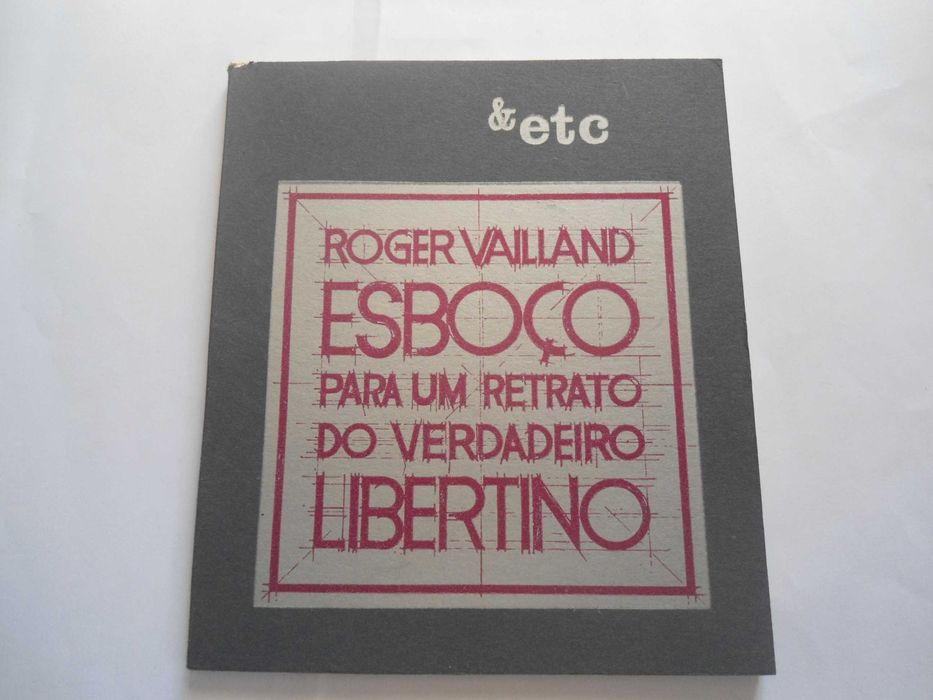 & etc
ROGER VAILLAND
ESBOÇO
PARA UM RETRATO
DO VERDADEIRO
LIBERTINO